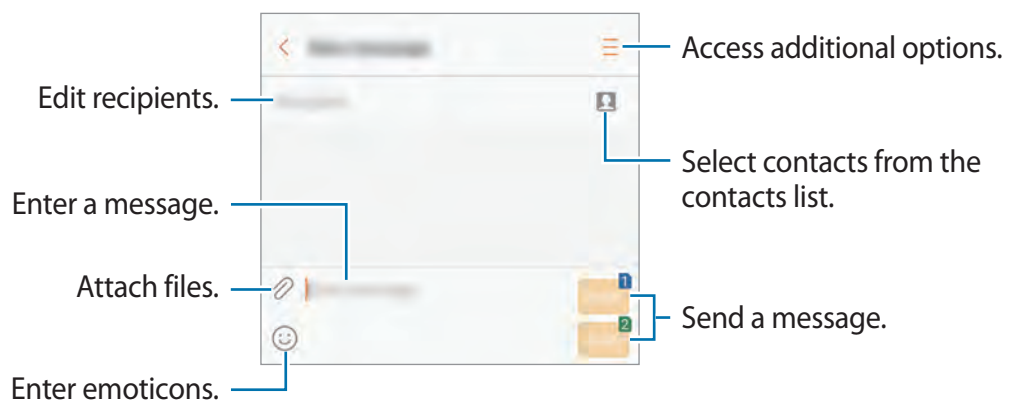 Access additional options.
Edit recipients.
Select contacts from the
contacts list.
Enter a message.
Attach files.
1
2
Send a message.
Enter emoticons.